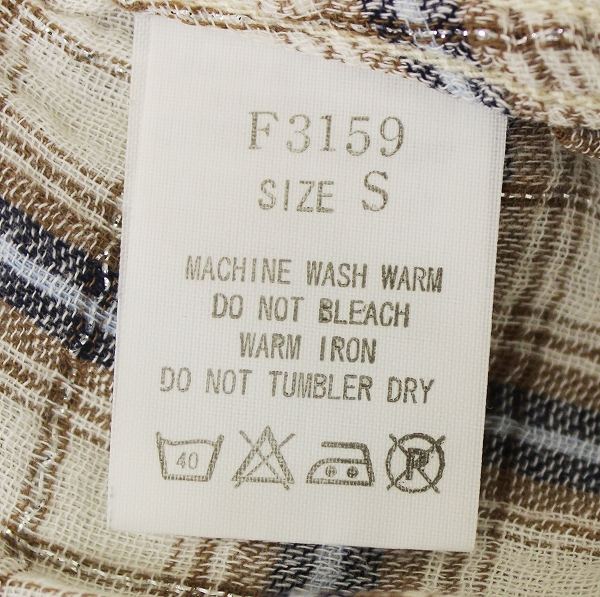 F3159
SIZE S
MACHINE WASH WARM
DO NOT BLEACH
WARM IRON
DO NOT TUMBLER DRY
40 P